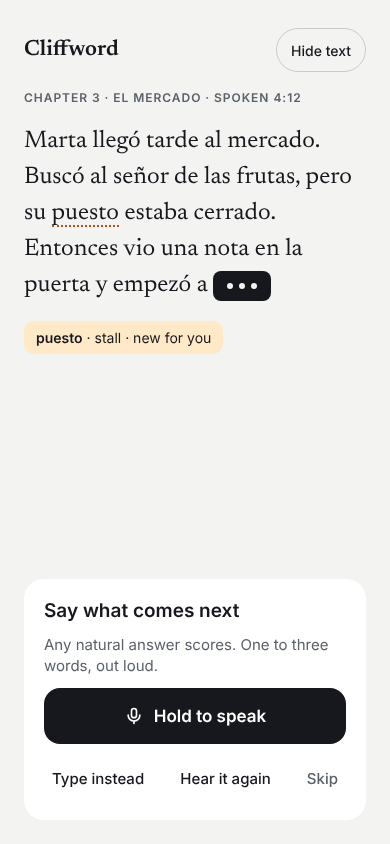 Cliffword
Hide text
CHAPTER 3 · EL MERCADO · SPOKEN 4:12
Marta llegó tarde al mercado.
Buscó al señor de las frutas, pero
su puesto estaba cerrado.
Entonces vio una nota en la
puerta y empezó a •••
puesto · stall · new for you
Say what comes next
Any natural answer scores. One to three
words, out loud.
Hold to speak
Type instead Hear it again Skip